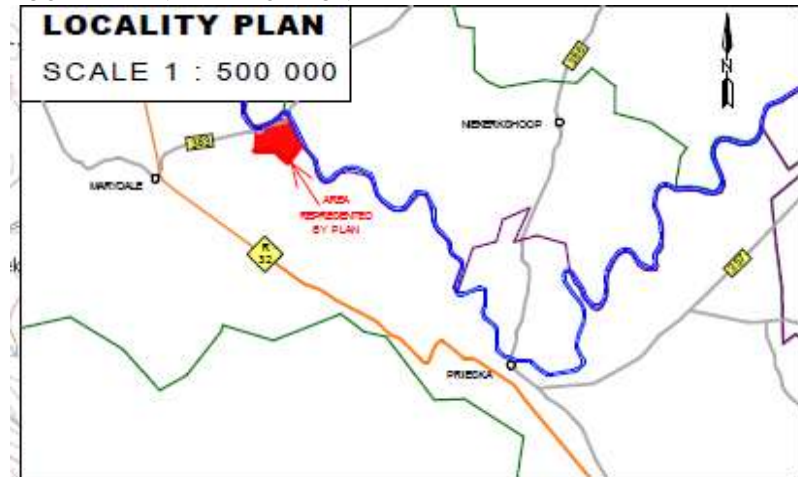 LOCALITY PLAN
SCALE 1 : 500 000
N
NIEKERKSHOOP
MARYDALE
AREA
REPRESENTED
BY PLAN
R
32
PRIESKA